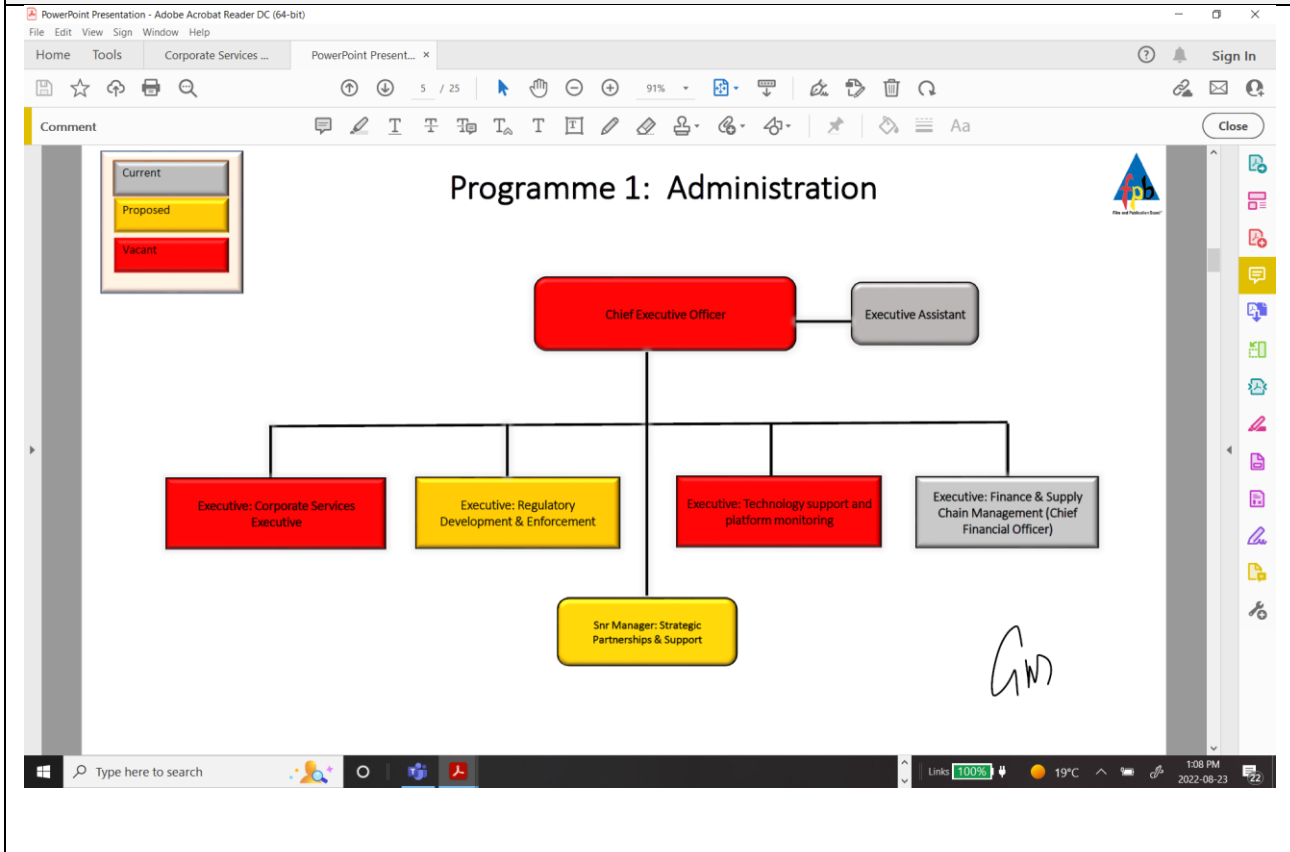 PowerPoint Presentation - Adobe Acrobat Reader DC (64-bit)
File Edit View Sign Window Help
Home Tools Corporate Services ... PowerPoint Present... × Sign In
5 / 25 91%
Comment Close
Current
Proposed
Vacant
Programme 1: Administration
fpb
Film and Publication Board
Chief Executive Officer
Executive Assistant
Executive: Corporate Services
Executive
Executive: Regulatory
Development & Enforcement
Executive: Technology support and
platform monitoring
Executive: Finance & Supply
Chain Management (Chief
Financial Officer)
Snr Manager: Strategic
Partnerships & Support
Type here to search
Links 100%
19°C
1:08 PM
2022-08-23
22